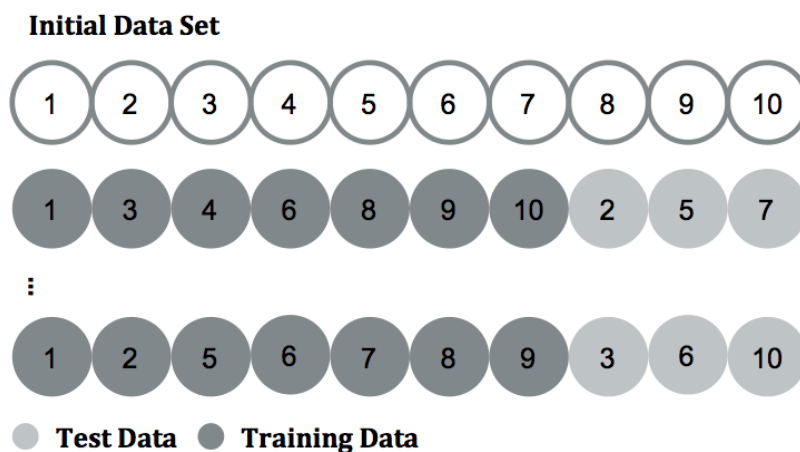 Initial Data Set
1 2 3 4 5 6 7 8 9 10
1 3 4 6 8 9 10 2 5 7
⋮
1 2 5 6 7 8 9 3 6 10
Test Data Training Data